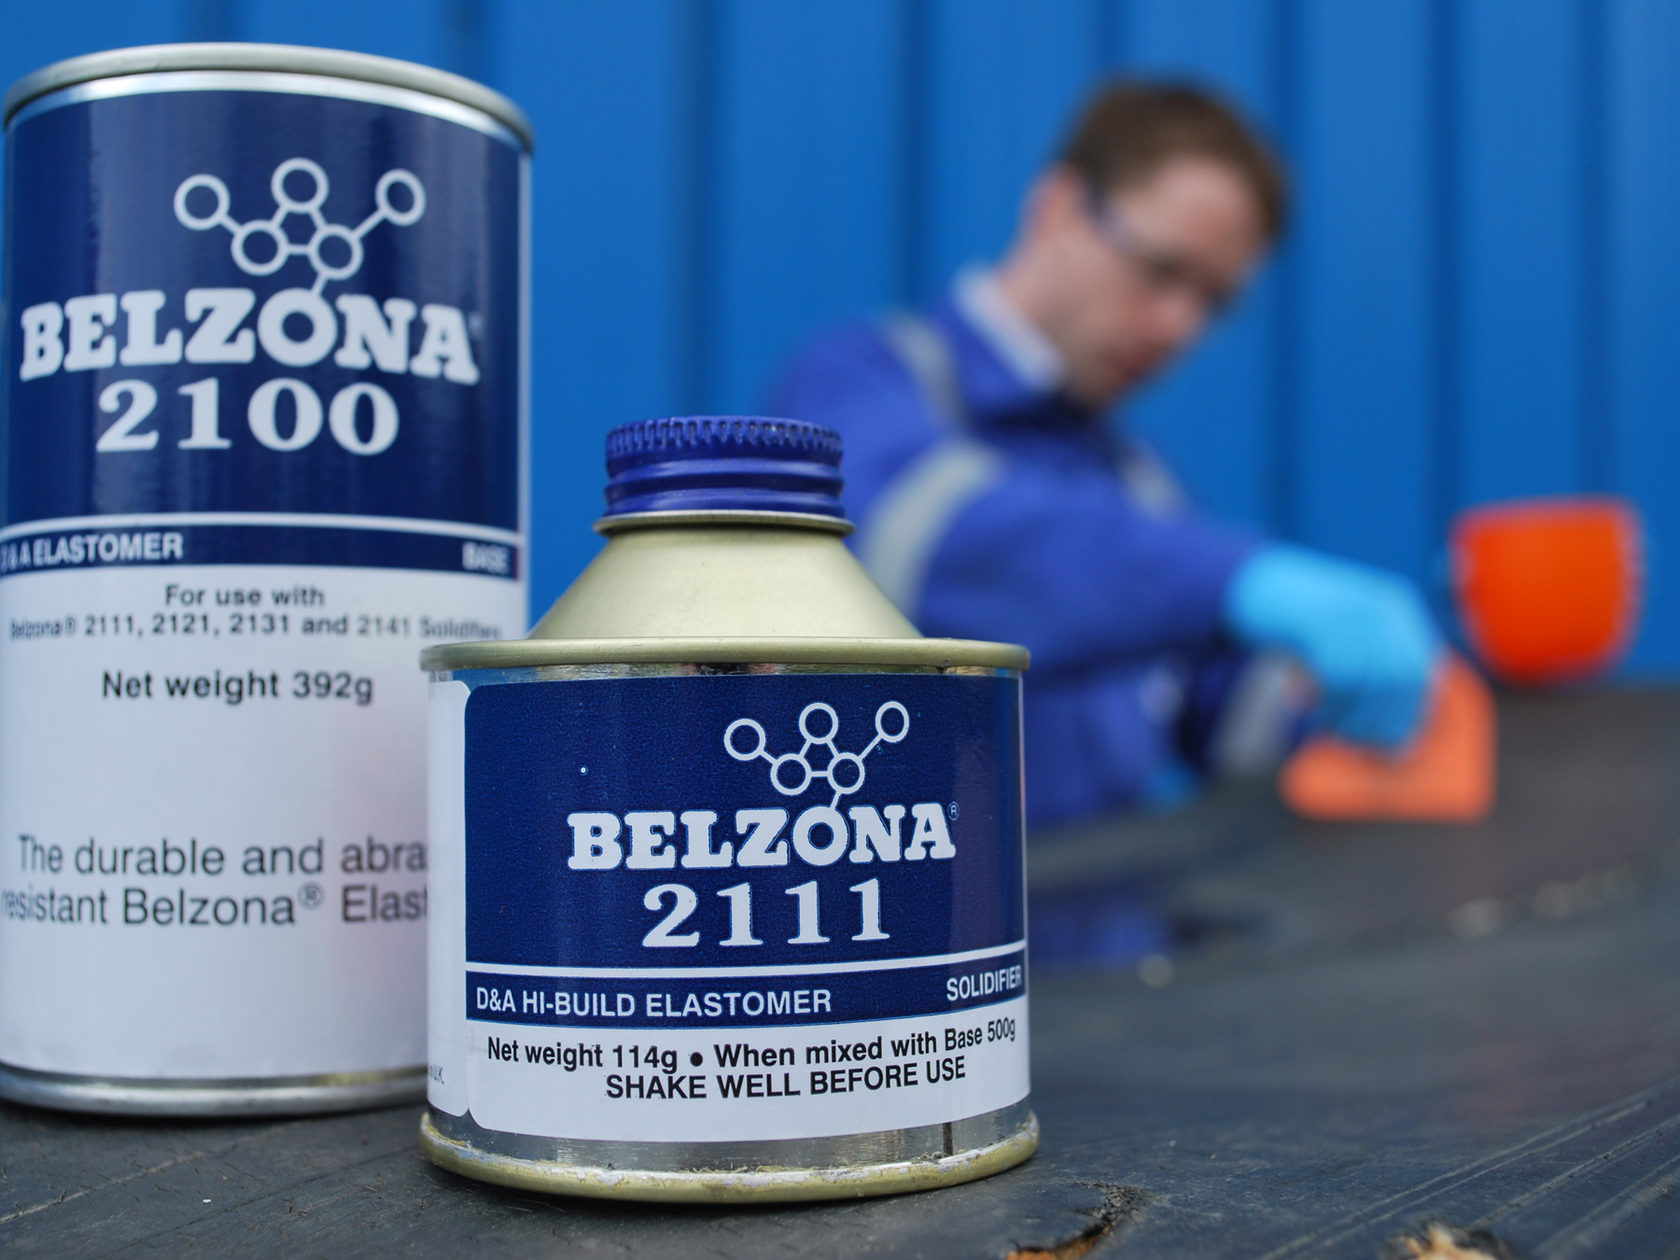 BELZONA
2100
& A ELASTOMER BASE
For use with
Belzona® 2111, 2121, 2131 and 2141 Solidifiers
Net weight 392g
The durable and abra
resistant Belzona® Elast
BELZONA®
2111
D&A HI-BUILD ELASTOMER SOLIDIFIER
Net weight 114g • When mixed with Base 500g
SHAKE WELL BEFORE USE